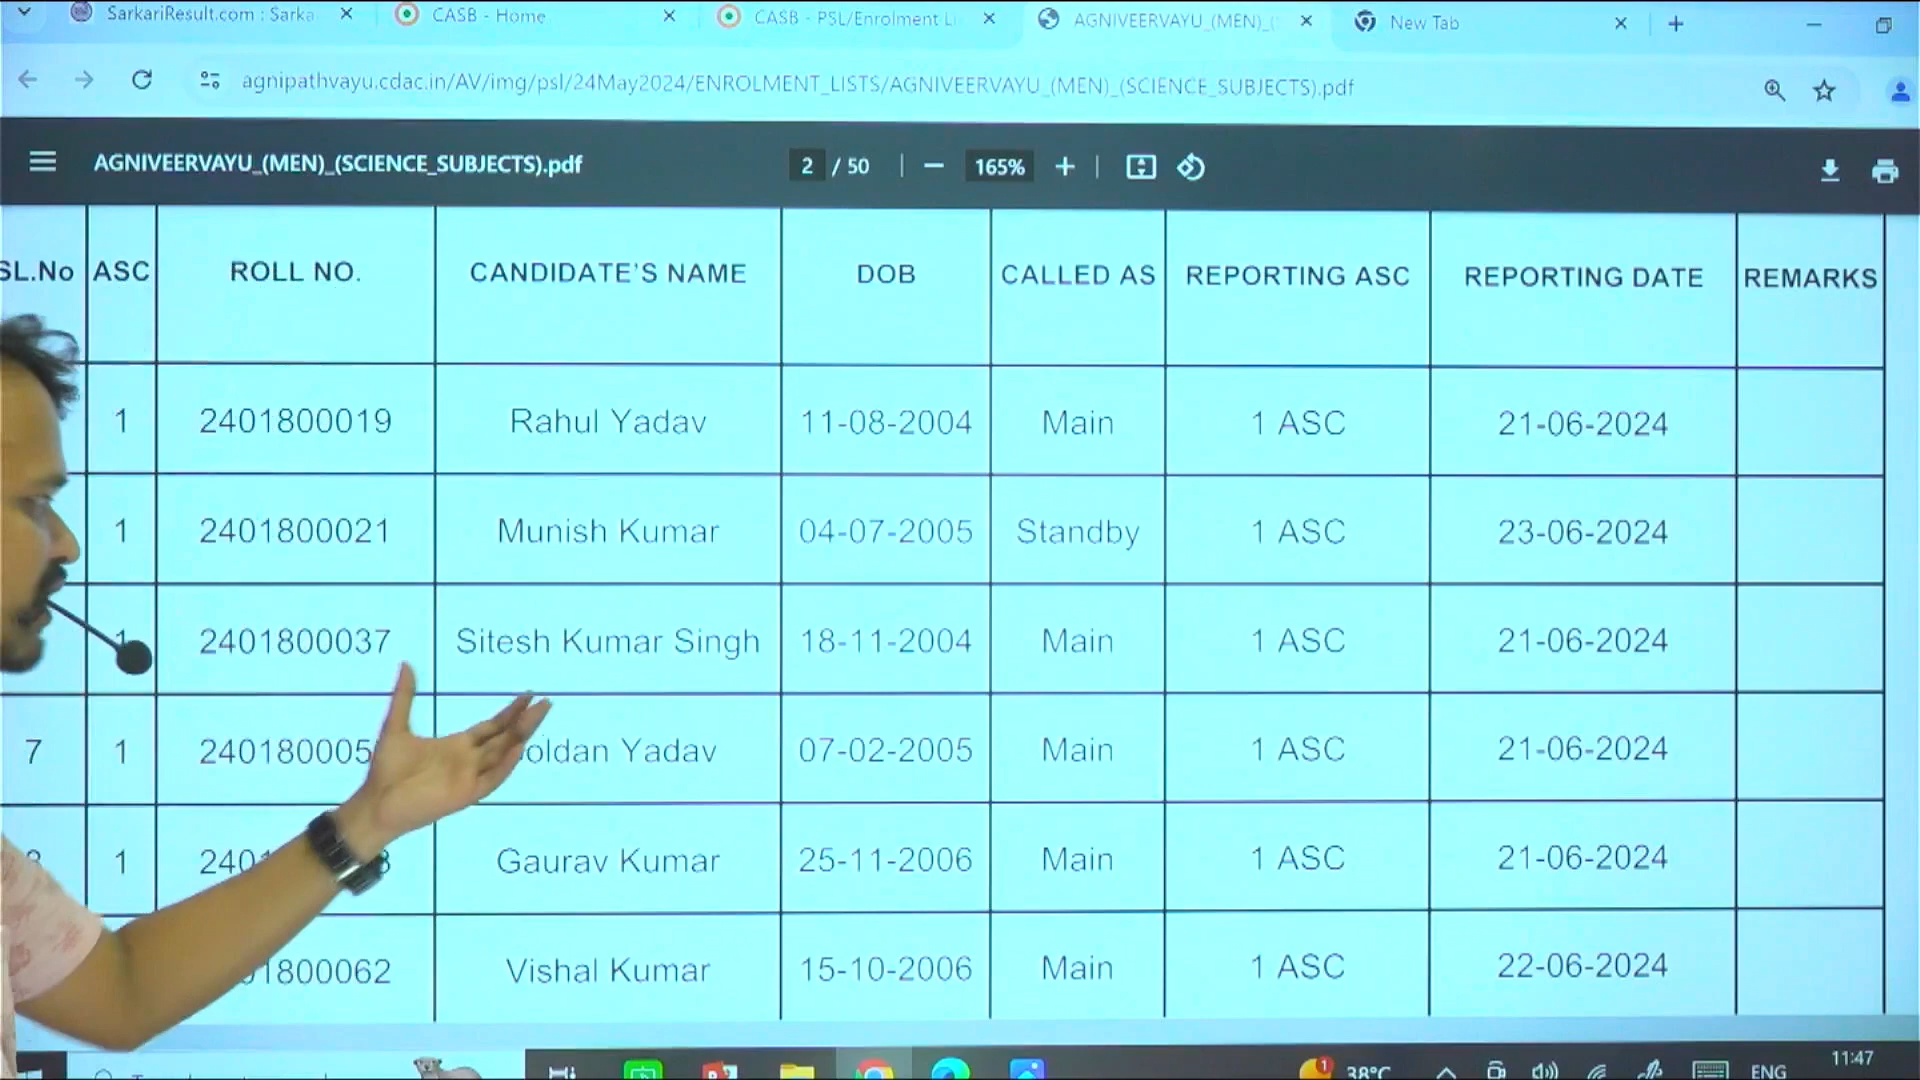 SarkariResult.com : Sarka
CASB - Home
CASB - PSL/Enrolment Li
AGNIVEERVAYU_(MEN)_(
New Tab
agnipathvayu.cdac.in/AV/img/psl/24May2024/ENROLMENT_LISTS/AGNIVEERVAYU_(MEN)_(SCIENCE_SUBJECTS).pdf
AGNIVEERVAYU_(MEN)_(SCIENCE_SUBJECTS).pdf 2 / 50 165%
SL.No ASC ROLL NO. CANDIDATE'S NAME DOB CALLED AS REPORTING ASC REPORTING DATE REMARKS
1 2401800019 Rahul Yadav 11-08-2004 Main 1 ASC 21-06-2024
1 2401800021 Munish Kumar 04-07-2005 Standby 1 ASC 23-06-2024
1 2401800037 Sitesh Kumar Singh 18-11-2004 Main 1 ASC 21-06-2024
7 1 240180005 oldan Yadav 07-02-2005 Main 1 ASC 21-06-2024
1 240 Gaurav Kumar 25-11-2006 Main 1 ASC 21-06-2024
1800062 Vishal Kumar 15-10-2006 Main 1 ASC 22-06-2024
1 38°C ENG 11:47